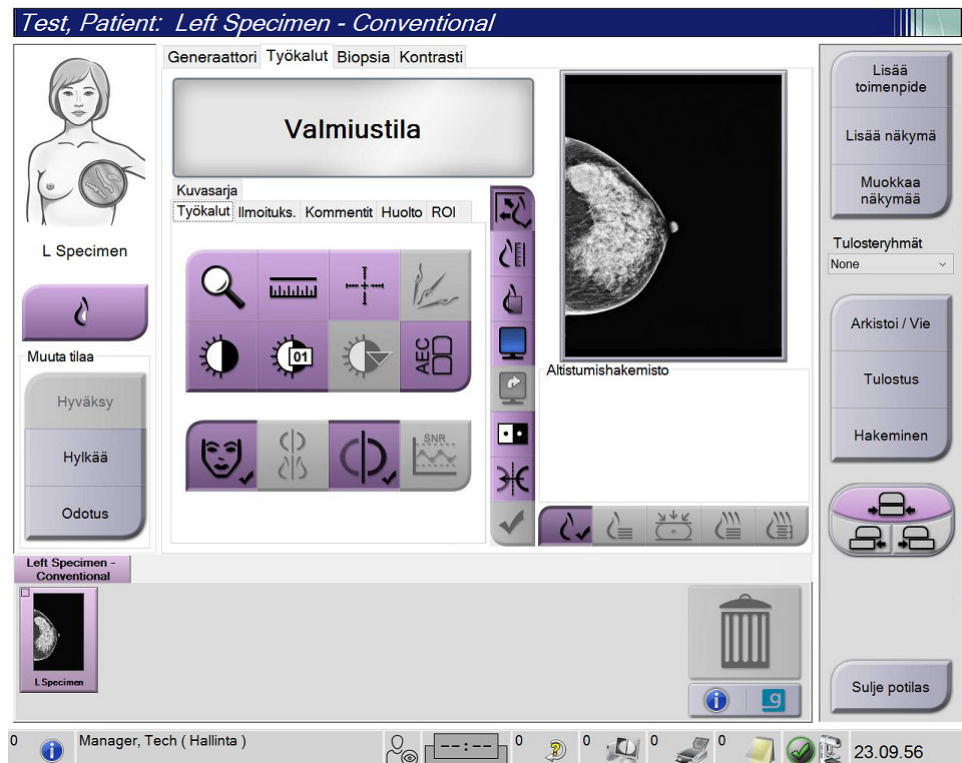 Test, Patient: Left Specimen - Conventional
Generaattori Työkalut Biopsia Kontrasti
Valmiustila
Kuvasarja
Työkalut Ilmoituks. Kommentit Huolto ROI
L Specimen
Muuta tilaa
Hyväksy
Hylkää
Odotus
01
AEC
SNR
Altistumishakemisto
Lisää
toimenpide
Lisää näkymä
Muokkaa
näkymää
Tulosteryhmät
None
Arkistoi / Vie
Tulostus
Hakeminen
Sulje potilas
Left Specimen -
Conventional
L Specimen
i g
0 i Manager, Tech ( Hallinta ) --:-- 0 ? 0 0 0 23.09.56